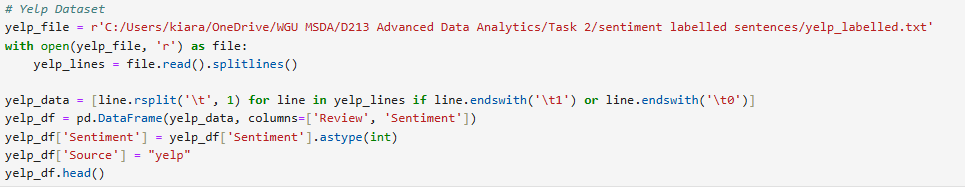 # Yelp Dataset
yelp_file = r'C:/Users/kiara/OneDrive/WGU MSDA/D213 Advanced Data Analytics/Task 2/sentiment labelled sentences/yelp_labelled.txt'
with open(yelp_file, 'r') as file:
    yelp_lines = file.read().splitlines()

yelp_data = [line.rsplit('\t', 1) for line in yelp_lines if line.endswith('\t1') or line.endswith('\t0')]
yelp_df = pd.DataFrame(yelp_data, columns=['Review', 'Sentiment'])
yelp_df['Sentiment'] = yelp_df['Sentiment'].astype(int)
yelp_df['Source'] = "yelp"
yelp_df.head()